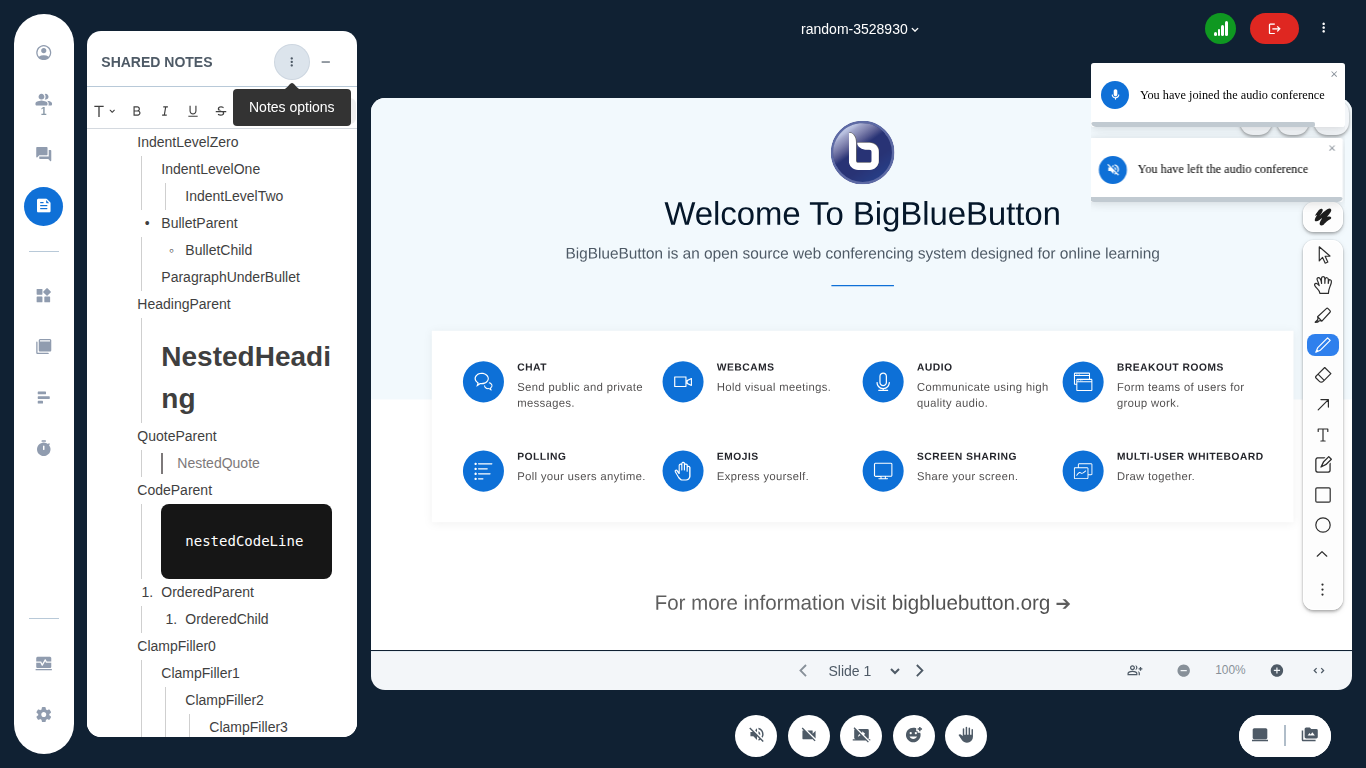 random-3528930
1
SHARED NOTES
Notes options
T B I U S
IndentLevelZero
IndentLevelOne
IndentLevelTwo
• BulletParent
◦ BulletChild
ParagraphUnderBullet
HeadingParent
NestedHeadi
ng
QuoteParent
NestedQuote
CodeParent
nestedCodeLine
1. OrderedParent
1. OrderedChild
ClampFiller0
ClampFiller1
ClampFiller2
ClampFiller3
You have joined the audio conference
You have left the audio conference
Welcome To BigBlueButton
BigBlueButton is an open source web conferencing system designed for online learning
CHAT
Send public and private
messages.
WEBCAMS
Hold visual meetings.
AUDIO
Communicate using high
quality audio.
BREAKOUT ROOMS
Form teams of users for
group work.
POLLING
Poll your users anytime.
EMOJIS
Express yourself.
SCREEN SHARING
Share your screen.
MULTI-USER WHITEBOARD
Draw together.
For more information visit bigbluebutton.org ➔
Slide 1
100%